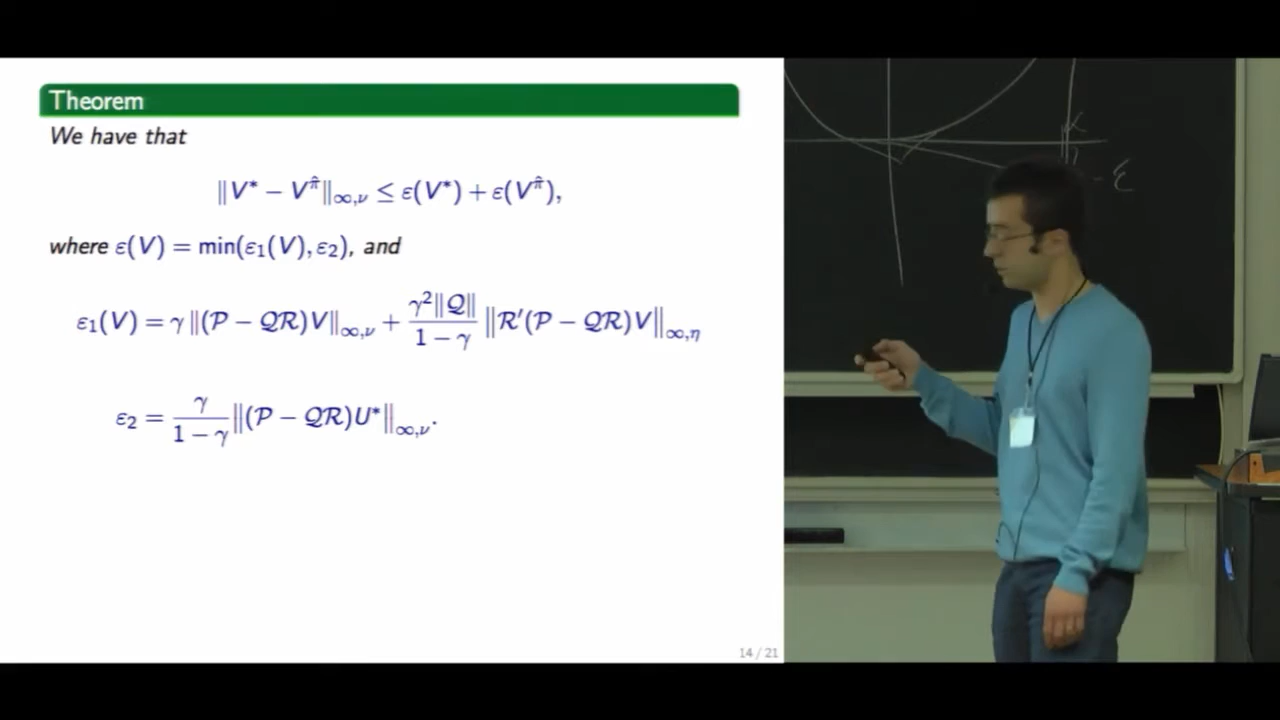 Theorem
We have that
‖V* − V^π̂‖_∞,ν ≤ ε(V*) + ε(V^π̂),
where ε(V) = min(ε₁(V), ε₂), and
ε₁(V) = γ ‖(𝒫 − 𝒬ℛ)V‖_∞,ν + γ²‖𝒬‖ / (1 − γ) ‖ℛ′(𝒫 − 𝒬ℛ)V‖_∞,η
ε₂ = γ / (1 − γ) ‖(𝒫 − 𝒬ℛ)U*‖_∞,ν.
14 / 21